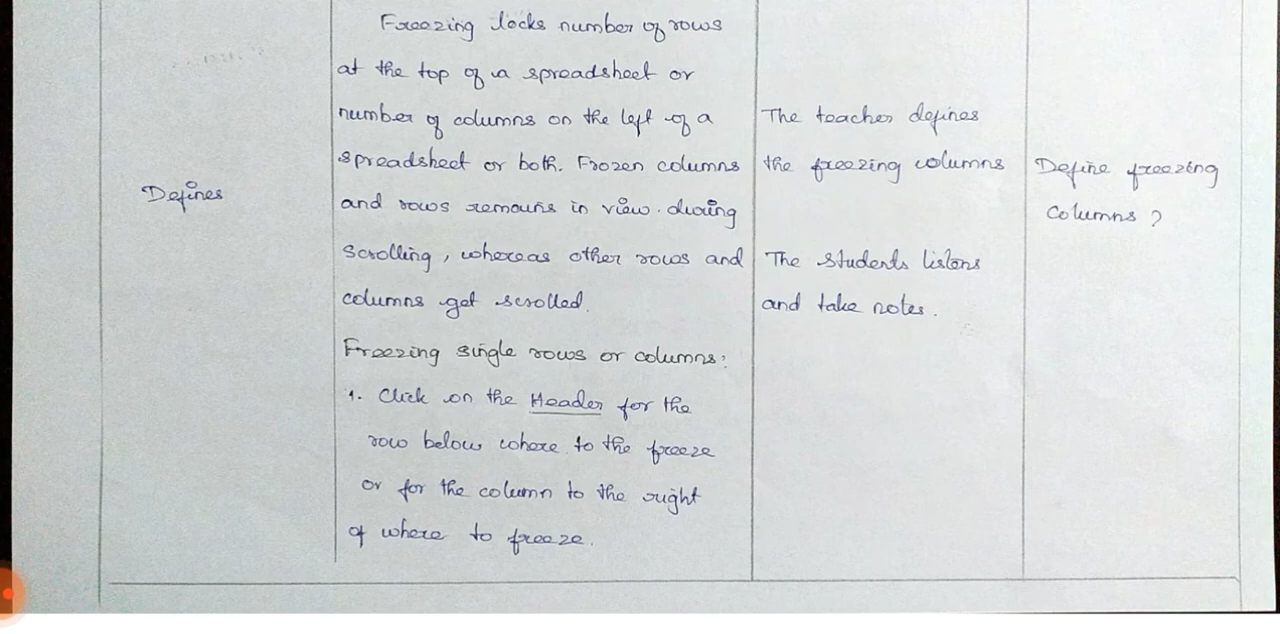 Defines
Freezing locks number of rows
at the top of a spreadsheet or
number of columns on the left of a
spreadsheet or both. Frozen columns
and rows remains in view. during
scrolling, whereas other rows and
columns get scrolled.
Freezing single rows or columns:
1. Click on the Header for the
row below where to the freeze
or for the column to the right
of where to freeze.
The teacher defines
the freezing columns
The students listens
and take notes.
Define freezing
columns?